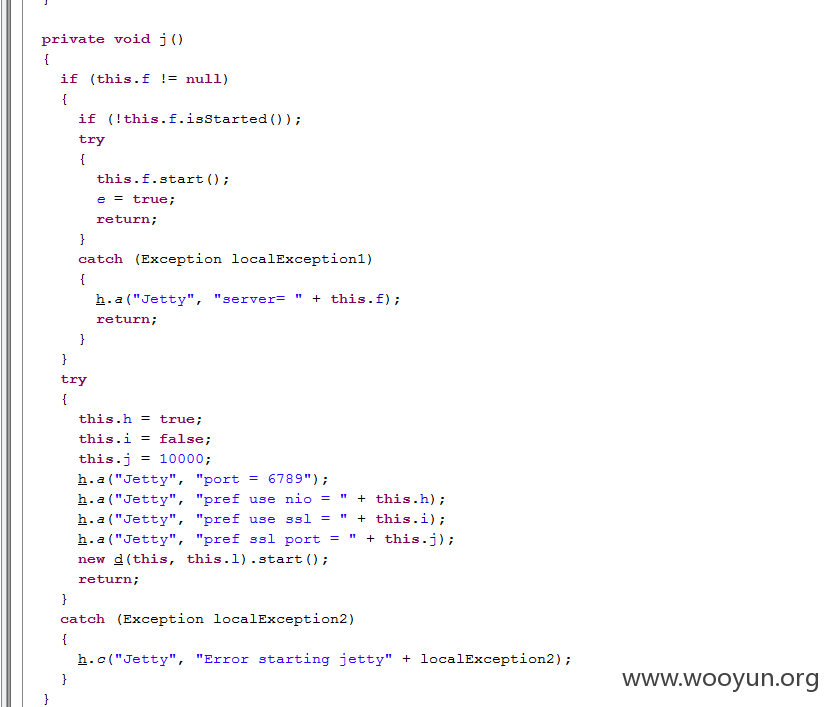 }
private void j()
{
if (this.f != null)
{
if (!this.f.isStarted());
try
{
this.f.start();
e = true;
return;
}
catch (Exception localException1)
{
h.a("Jetty", "server= " + this.f);
return;
}
}
try
{
this.h = true;
this.i = false;
this.j = 10000;
h.a("Jetty", "port = 6789");
h.a("Jetty", "pref use nio = " + this.h);
h.a("Jetty", "pref use ssl = " + this.i);
h.a("Jetty", "pref ssl port = " + this.j);
new d(this, this.l).start();
return;
}
catch (Exception localException2)
{
h.c("Jetty", "Error starting jetty" + localException2);
}
}
www.wooyun.org